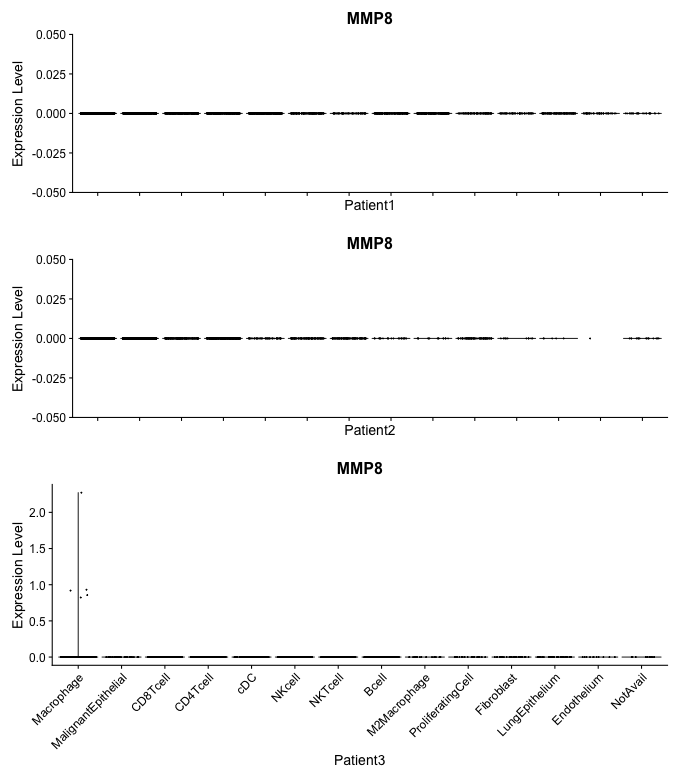 MMP8
Expression Level
0.050
0.025
0.000
-0.025
-0.050
Patient1
MMP8
Expression Level
0.050
0.025
0.000
-0.025
-0.050
Patient2
MMP8
Expression Level
2.0
1.5
1.0
0.5
0.0
Macrophage
MalignantEpithelial
CD8Tcell
CD4Tcell
cDC
NKcell
NKTcell
Bcell
M2Macrophage
ProliferatingCell
Fibroblast
LungEpithelium
Endothelium
NotAvail
Patient3